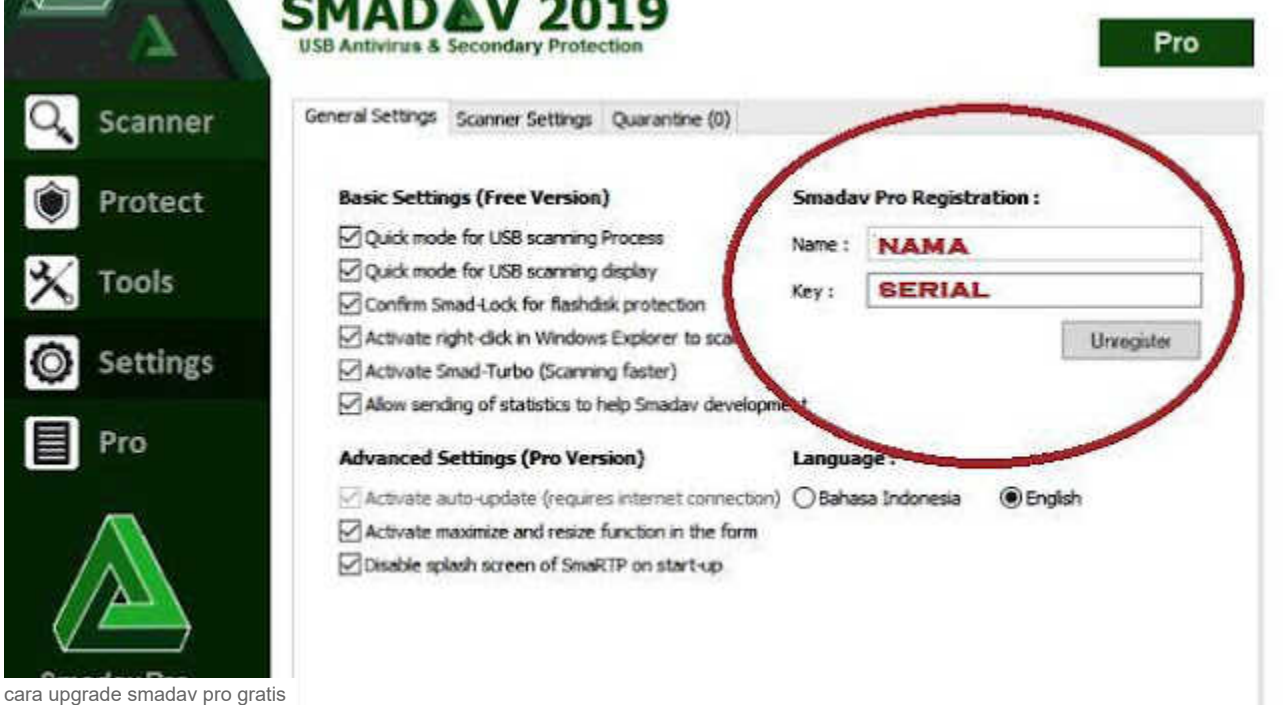 SMADAV 2019
USB Antivirus & Secondary Protection
Pro
Scanner
Protect
Tools
Settings
Pro
General Settings Scanner Settings Quarantine (0)
Basic Settings (Free Version)
Quick mode for USB scanning Process
Quick mode for USB scanning display
Confirm Smad-Lock for flashdisk protection
Activate right-click in Windows Explorer to
Activate Smad-Turbo (Scanning faster)
Allow sending of statistics to help Smadav development
Smadav Pro Registration :
Name : NAMA
Key : SERIAL
Unregister
Advanced Settings (Pro Version)
Activate auto-update (requires internet connection)
Activate maximize and resize function in the form
Disable splash screen of SmaRTP on start-up
Language :
Bahasa Indonesia English
cara upgrade smadav pro gratis